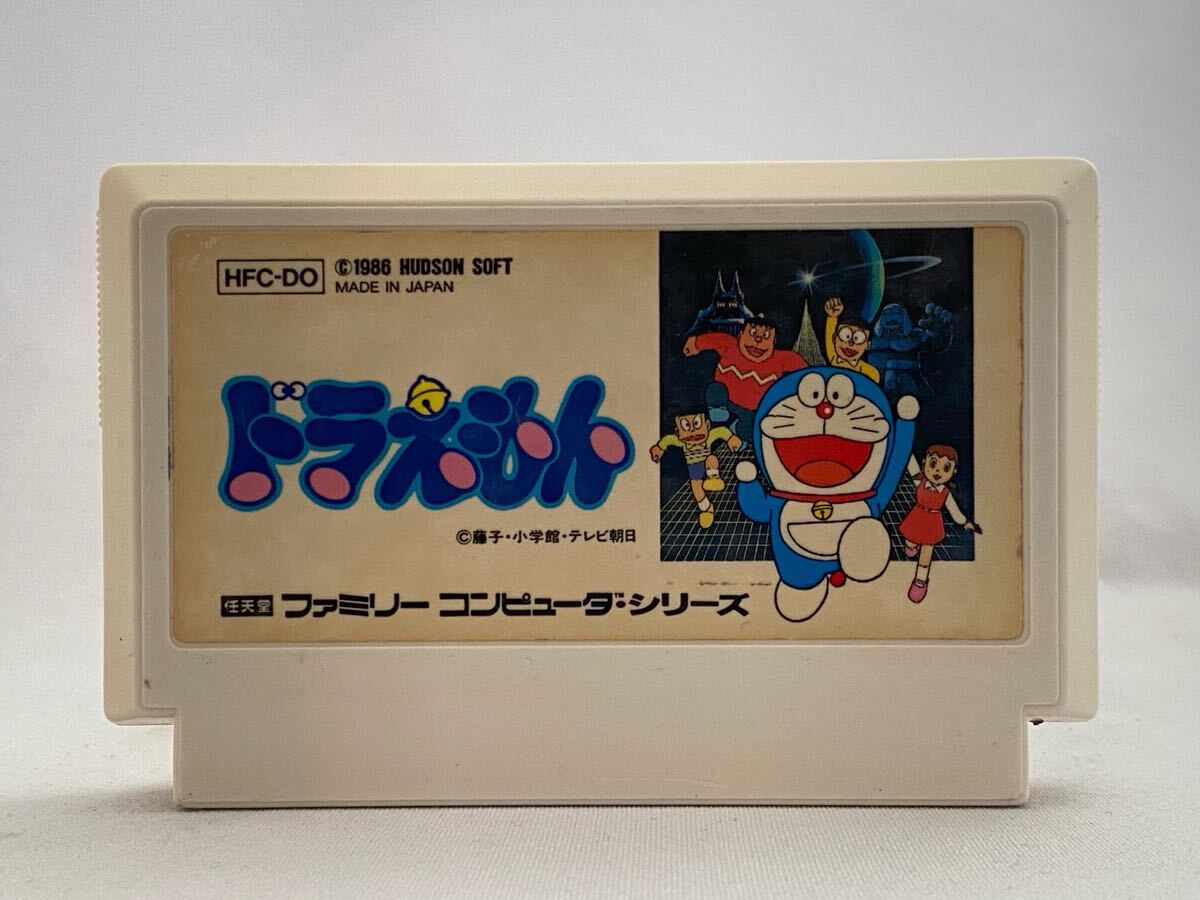 HFC-DO
©1986 HUDSON SOFT
MADE IN JAPAN
ドラえもん
©藤子・小学館・テレビ朝日
任天堂 ファミリー コンピュータ™・シリーズ